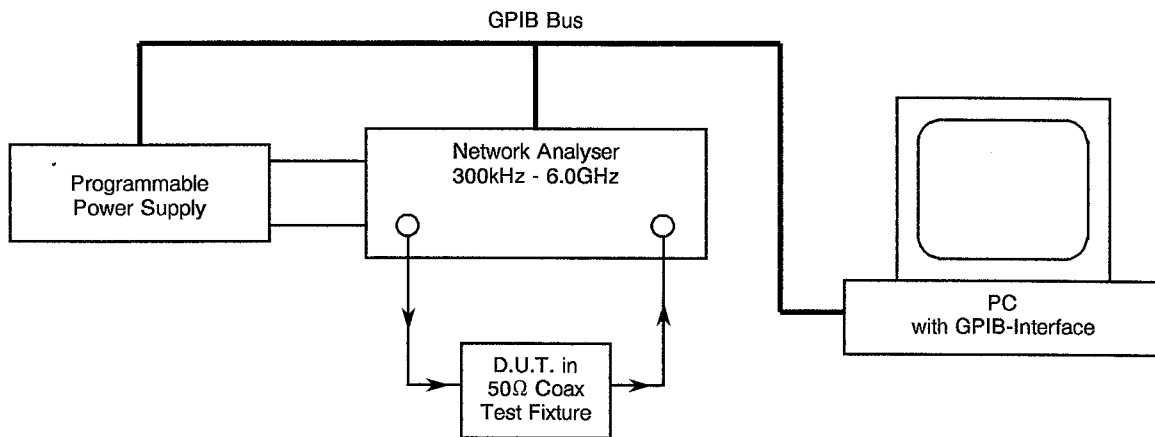 GPIB Bus
Programmable
Power Supply
Network Analyser
300kHz - 6.0GHz
D.U.T. in
50Ω Coax
Test Fixture
PC
with GPIB-Interface